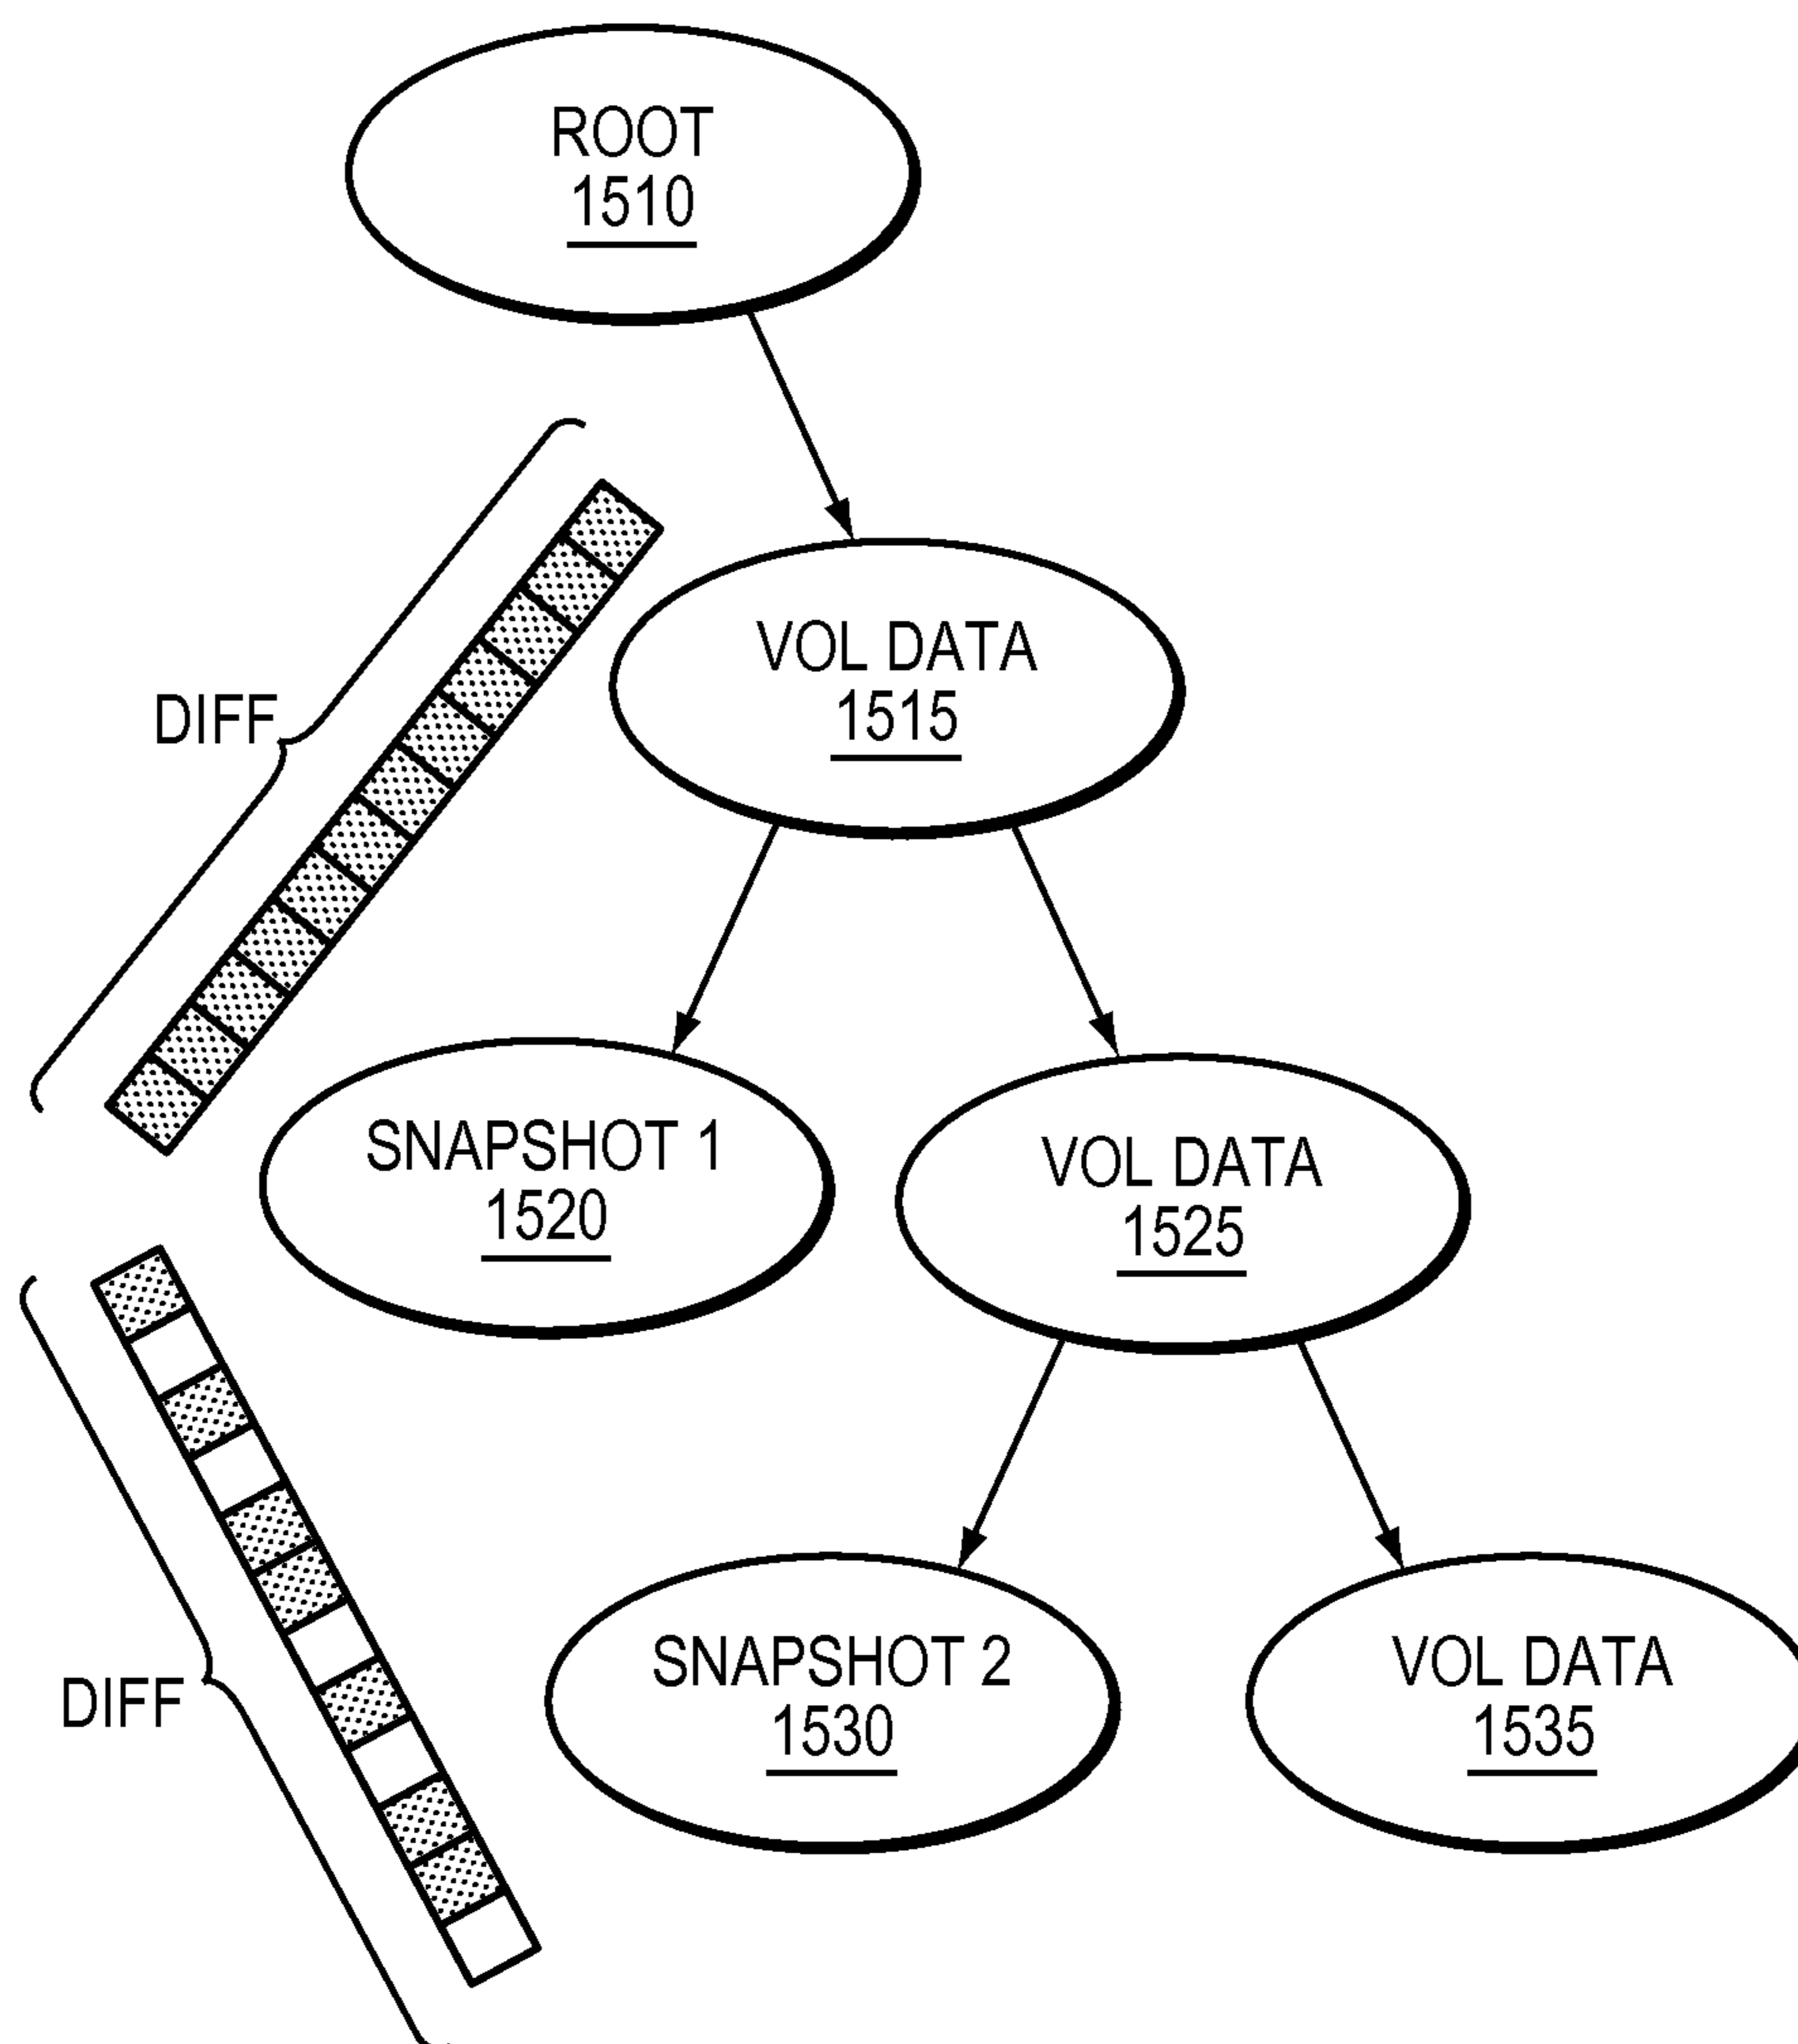 ROOT
1510
DIFF
VOL DATA
1515
SNAPSHOT 1
1520
VOL DATA
1525
DIFF
SNAPSHOT 2
1530
VOL DATA
1535